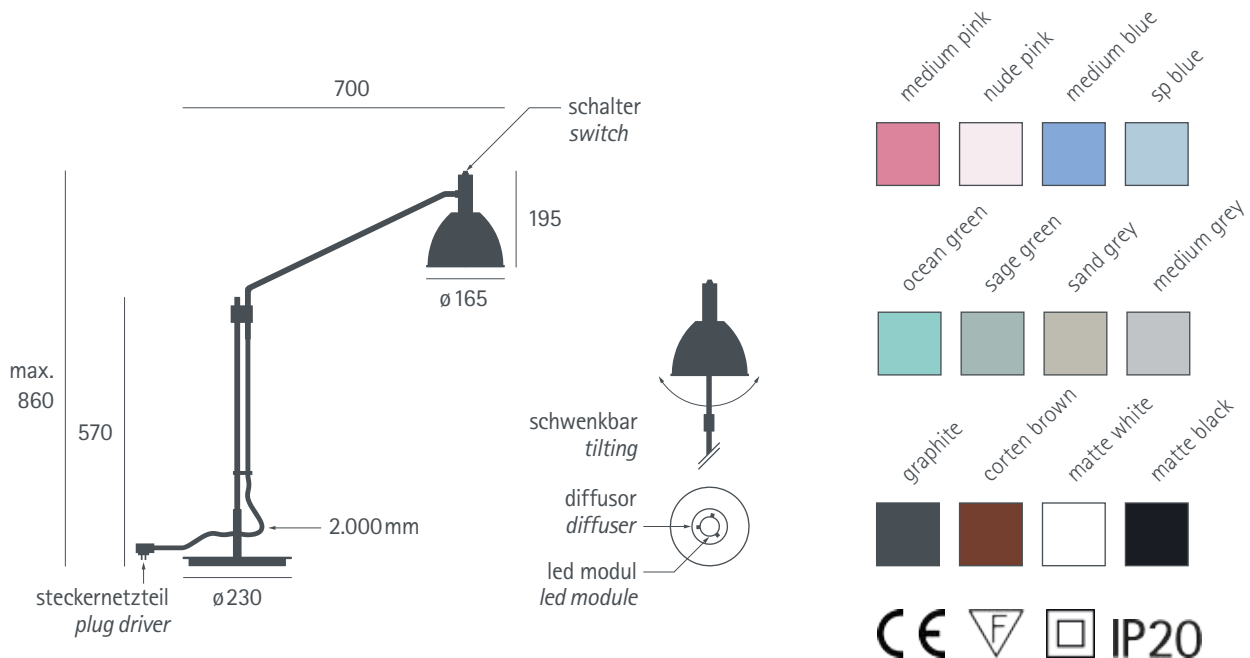 700
schalter
switch
195
ø 165
max.
860
570
2.000 mm
ø 230
steckernetzteil
plug driver
schwenkbar
tilting
diffusor
diffuser
led modul
led module
medium pink
nude pink
medium blue
sp blue
ocean green
sage green
sand grey
medium grey
graphite
corten brown
matte white
matte black
CE F IP20